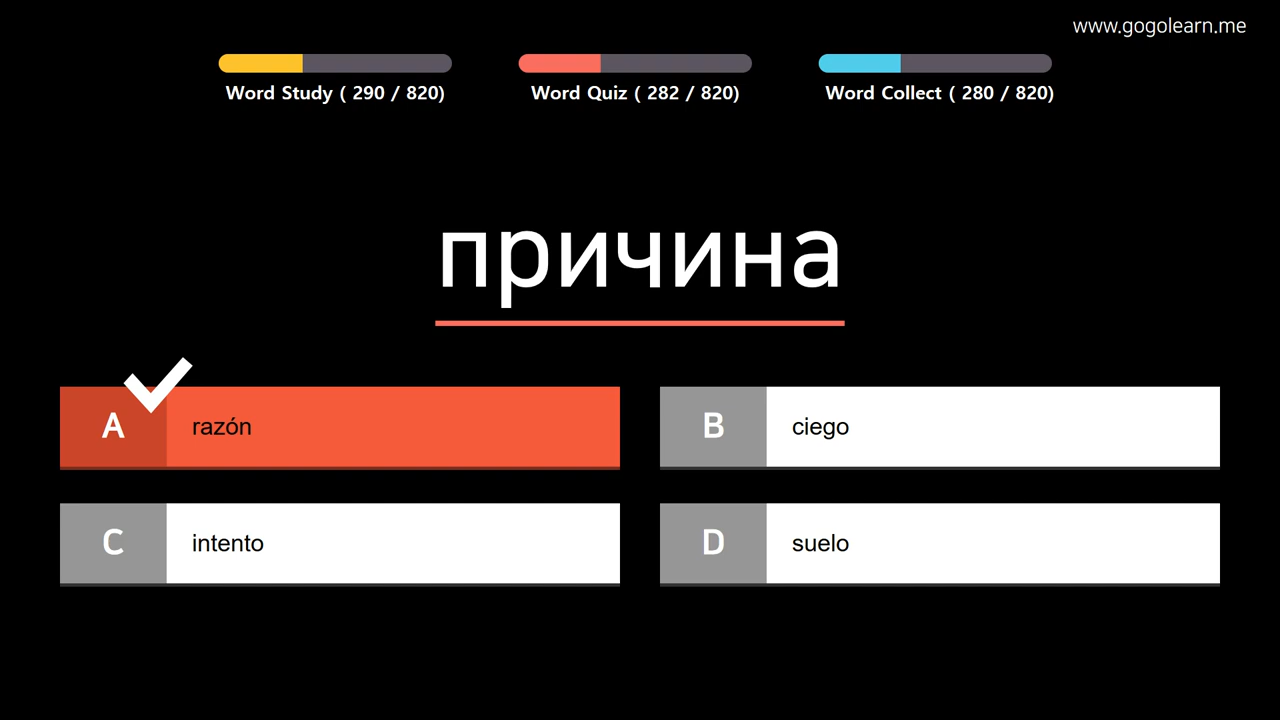 www.gogolearn.me
Word Study ( 290 / 820)
Word Quiz ( 282 / 820)
Word Collect ( 280 / 820)
причина
A razón
B ciego
C intento
D suelo